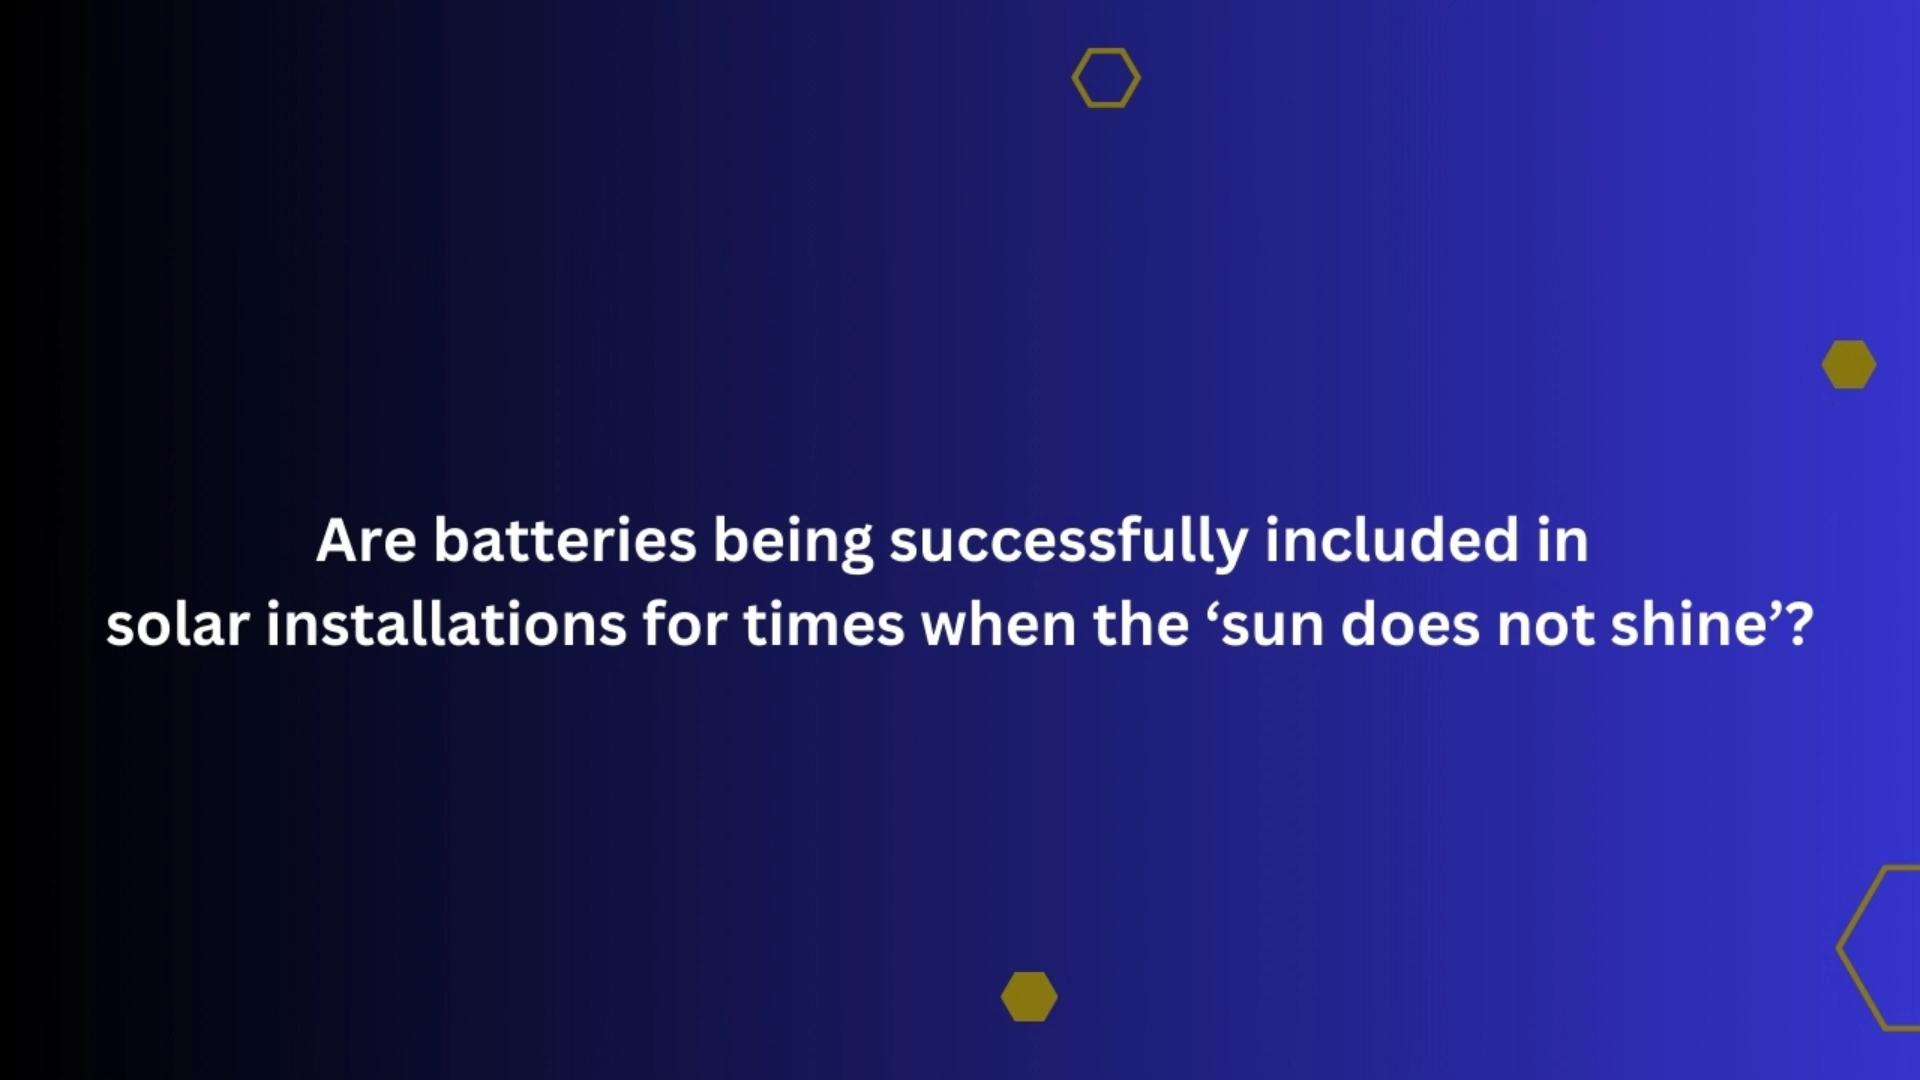 Are batteries being successfully included in
solar installations for times when the ‘sun does not shine’?